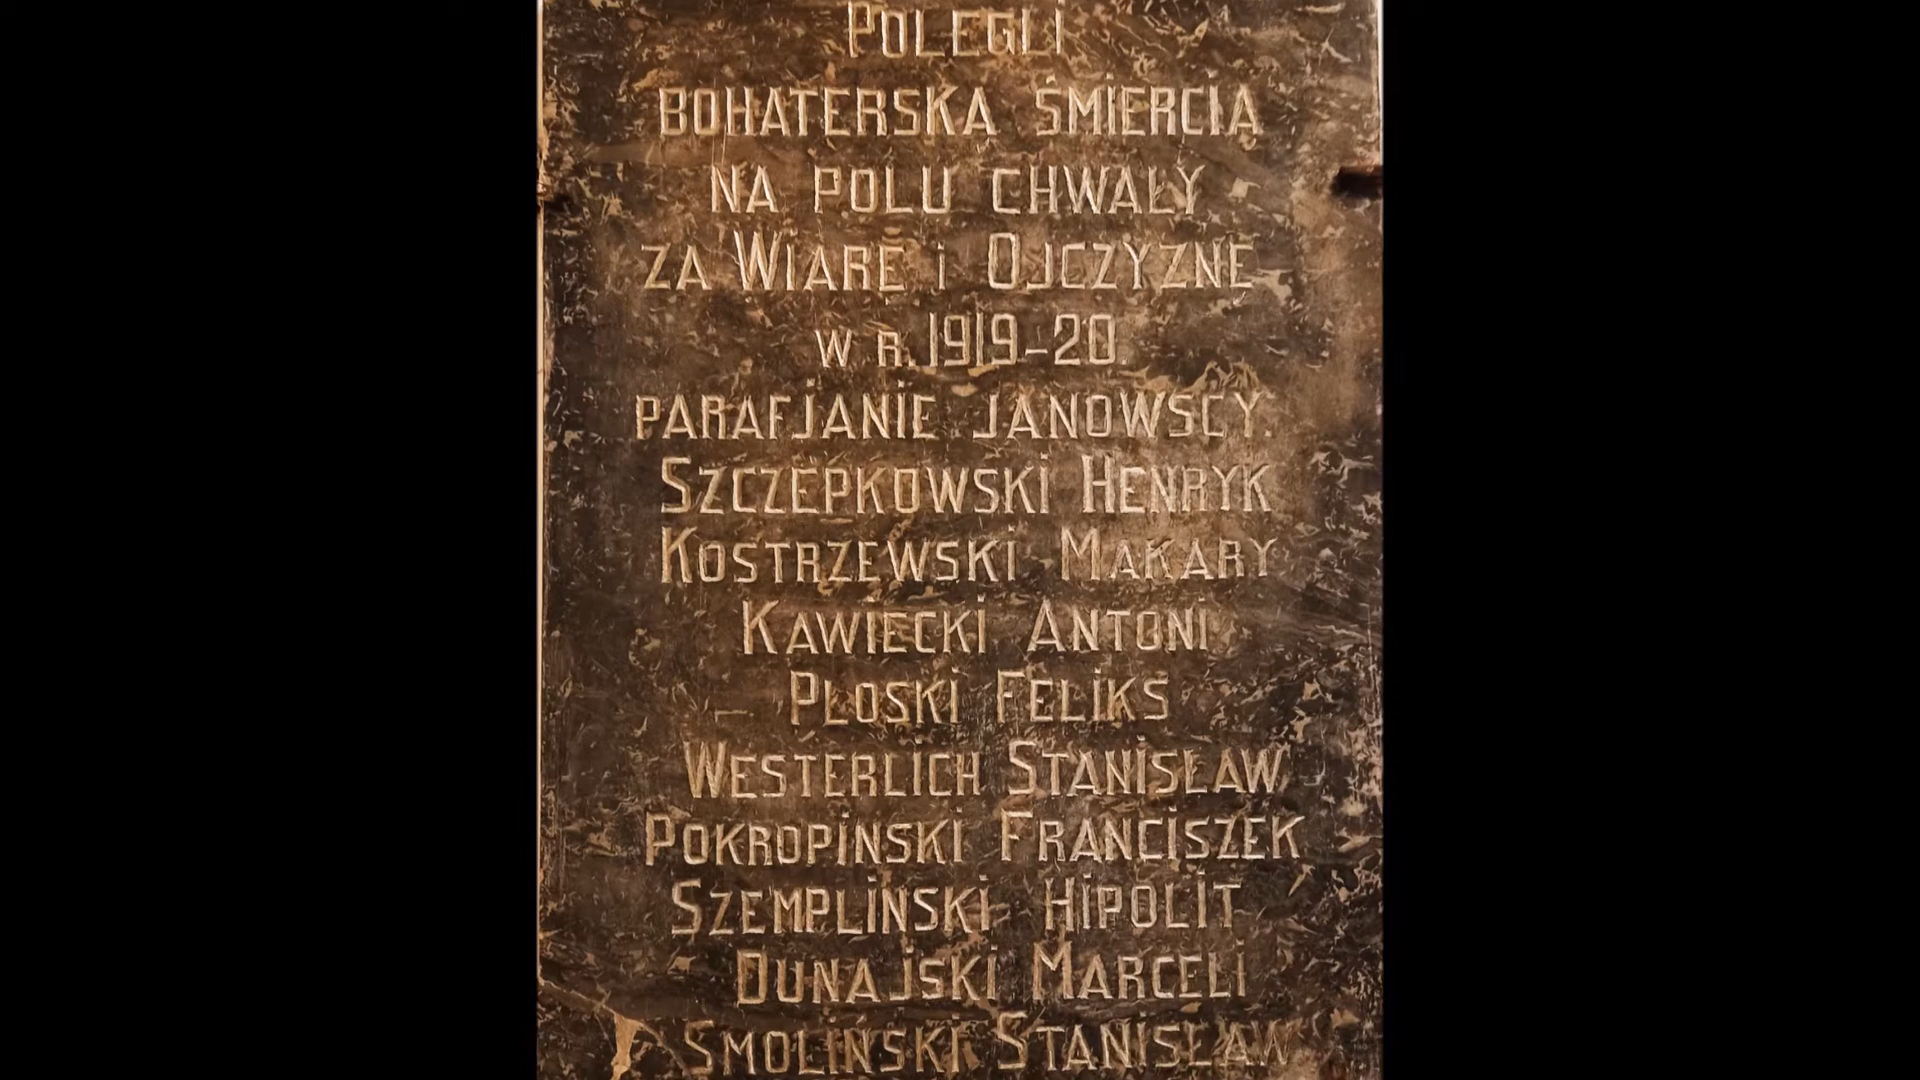 POLEGLI
BOHATERSKA ŚMIERCIĄ
NA POLU CHWAŁY
ZA WIARĘ i OJCZYZNĘ
W R. 1919-20.
PARAFJANIE JANOWSCY:
SZCZEPKOWSKI HENRYK
KOSTRZEWSKI MAKARY
KAWIECKI ANTONI
PŁOSKI FELIKS
WESTERLICH STANISŁAW
POKROPIŃSKI FRANCISZEK
SZEMPLIŃSKI HIPOLIT
DUNAJSKI MARCELI
SMOLIŃSKI STANISŁAW